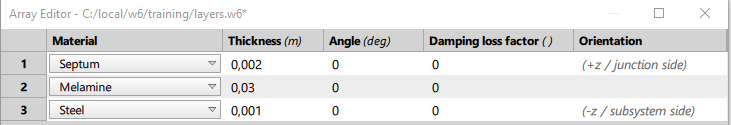 Array Editor - C:/local/w6/training/layers.w6*
Material Thickness (m) Angle (deg) Damping loss factor ( ) Orientation
1 Septum 0,002 0 0 (+z / junction side)
2 Melamine 0,03 0 0
3 Steel 0,001 0 0 (-z / subsystem side)